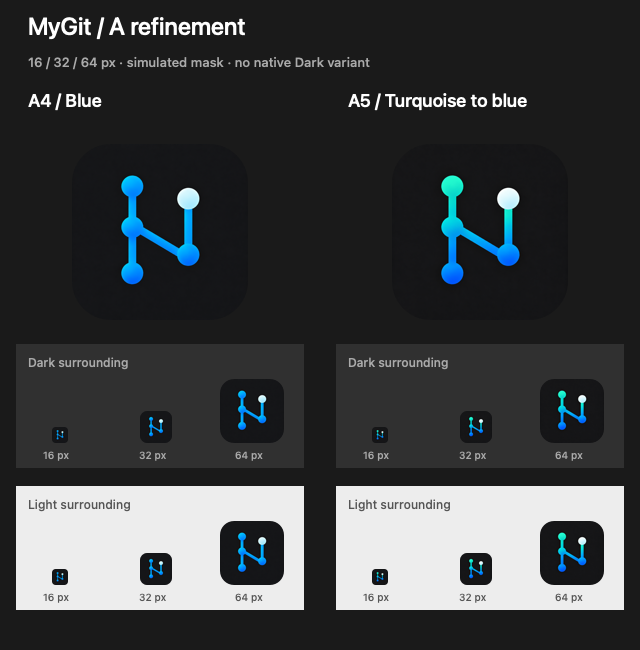 MyGit / A refinement
16 / 32 / 64 px · simulated mask · no native Dark variant
A4 / Blue
A5 / Turquoise to blue
Dark surrounding
16 px
32 px
64 px
Dark surrounding
16 px
32 px
64 px
Light surrounding
16 px
32 px
64 px
Light surrounding
16 px
32 px
64 px